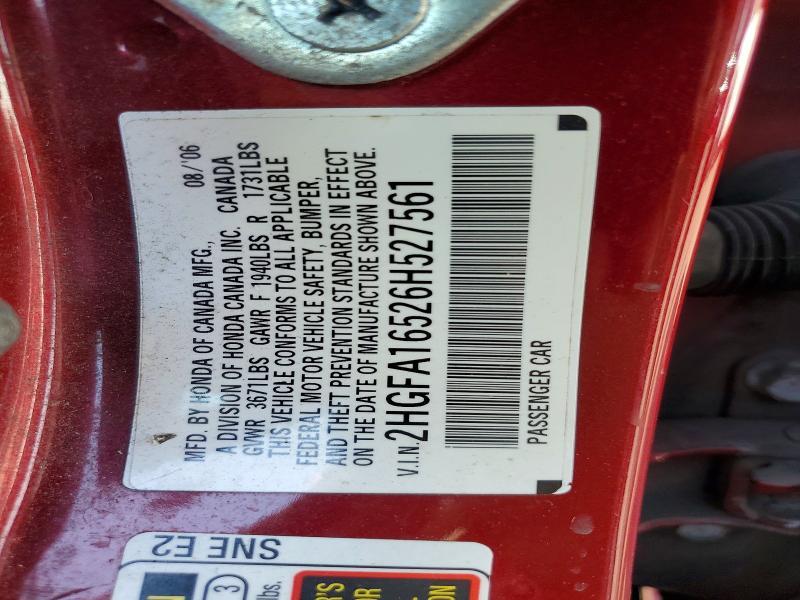 MFD. BY HONDA OF CANADA MFG., 08/'06
A DIVISION OF HONDA CANADA INC. CANADA
GVWR 3671LBS GAWR F 1940LBS R 1731LBS
THIS VEHICLE CONFORMS TO ALL APPLICABLE
FEDERAL MOTOR VEHICLE SAFETY, BUMPER,
AND THEFT PREVENTION STANDARDS IN EFFECT
ON THE DATE OF MANUFACTURE SHOWN ABOVE.
V.I.N. 2HGFA16526H527561
PASSENGER CAR
SNE E2
3
lbs.